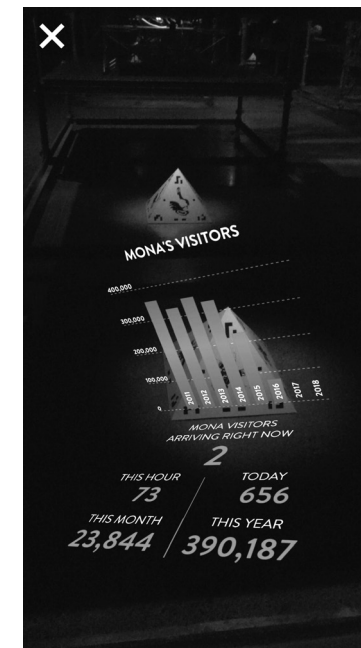 MONA'S VISITORS
400,000
300,000
200,000
100,000
0
2011
2012
2013
2014
2015
2016
2017
2018
MONA VISITORS
ARRIVING RIGHT NOW
2
THIS HOUR
73
TODAY
656
THIS MONTH
23,844
THIS YEAR
390,187